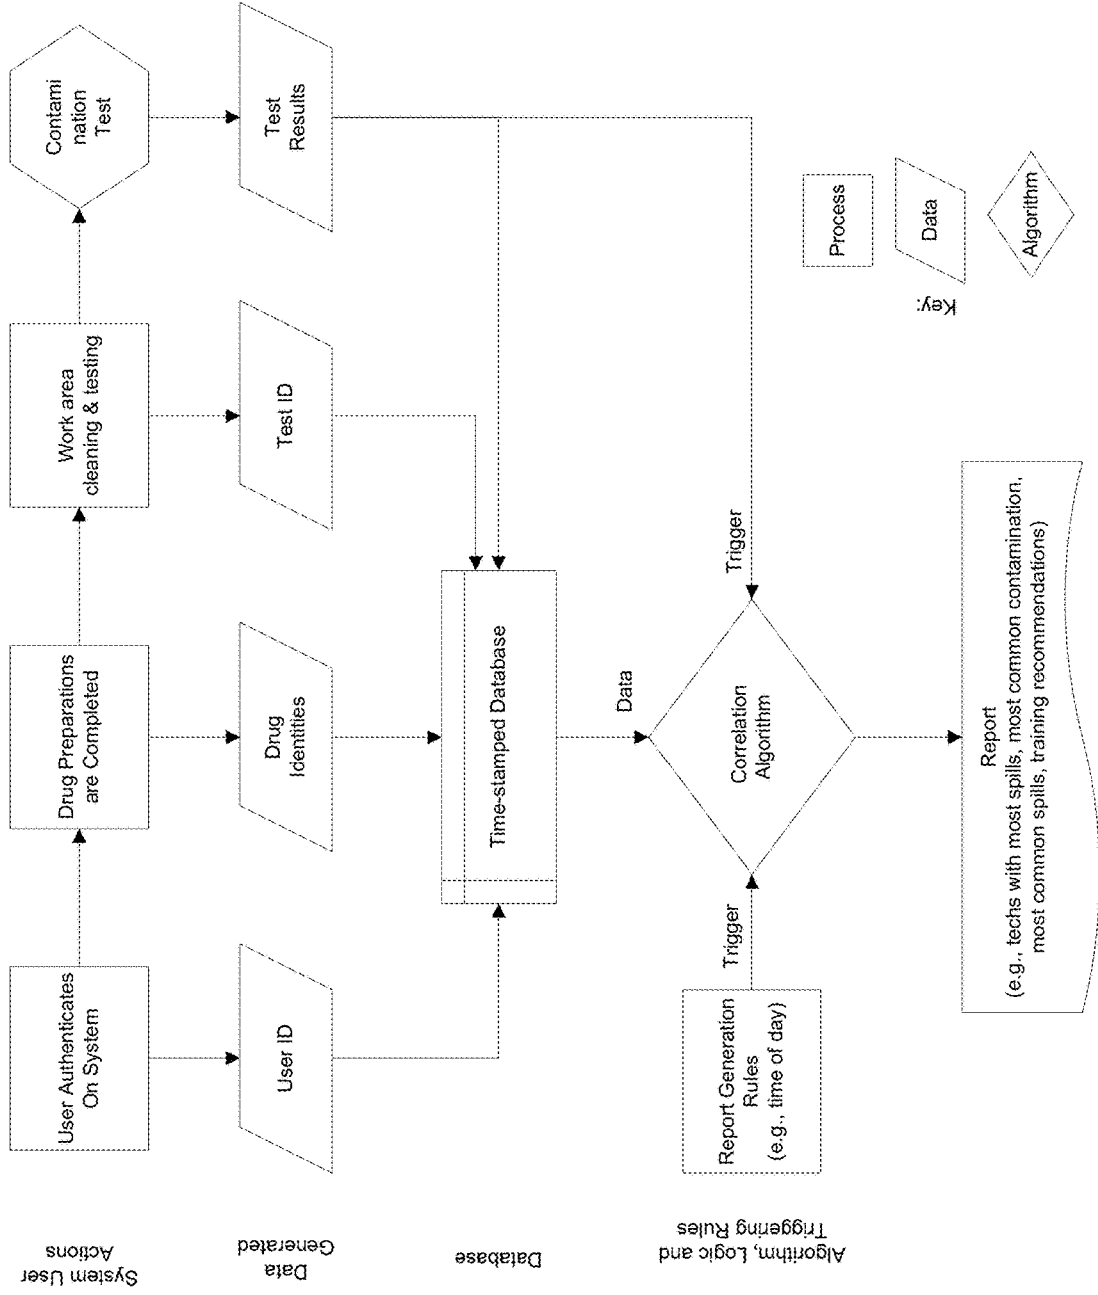 System User
Actions
User Authenticates
On System
Drug Preparations
are Completed
Work area
cleaning & testing
Contami
nation
Test
Data
Generated
User ID
Drug
Identities
Test ID
Test
Results
Database
Time-stamped Database
Algorithm, Logic and
Triggering Rules
Report Generation
Rules
(e.g., time of day)
Trigger
Data
Correlation
Algorithm
Trigger
Report
(e.g., techs with most spills, most common contamination,
most common spills, training recommendations)
Key:
Process
Data
Algorithm